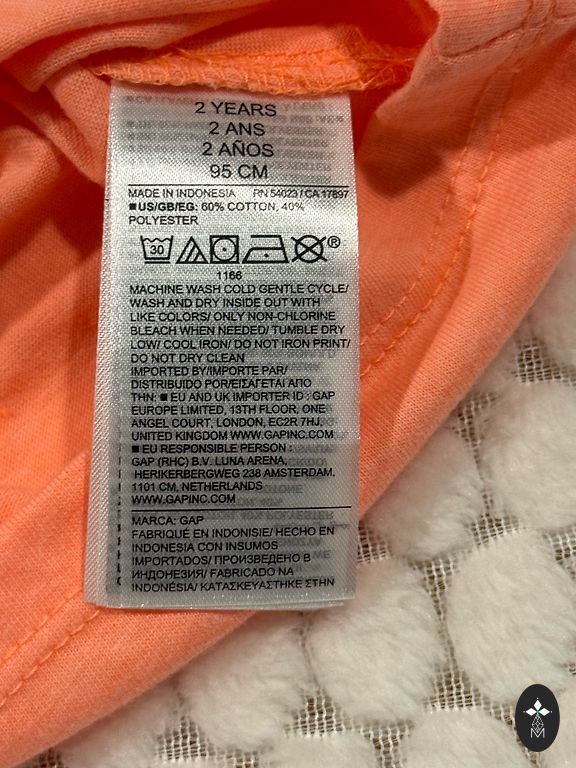 2 YEARS
2 ANS
2 AÑOS
95 CM
MADE IN INDONESIA RN 54023 / CA 17897
■US/GB/EG: 60% COTTON, 40%
POLYESTER
30 ®
1166
MACHINE WASH COLD GENTLE CYCLE/
WASH AND DRY INSIDE OUT WITH
LIKE COLORS/ ONLY NON-CHLORINE
BLEACH WHEN NEEDED/ TUMBLE DRY
LOW/ COOL IRON/ DO NOT IRON PRINT/
DO NOT DRY CLEAN
IMPORTED BY/IMPORTE PAR/
DISTRIBUIDO POR/ΕΙΣΑΓΕΤΑΙ ΑΠΟ
ΤΗΝ: ■ EU AND UK IMPORTER ID : GAP
EUROPE LIMITED, 13TH FLOOR, ONE
ANGEL COURT, LONDON, EC2R 7HJ,
UNITED KINGDOM WWW.GAPINC.COM
■ EU RESPONSIBLE PERSON :
GAP (RHC) B.V. LUNA ARENA,
HERIKERBERGWEG 238 AMSTERDAM,
1101 CM, NETHERLANDS
WWW.GAPINC.COM
MARCA: GAP
FABRIQUÉ EN INDONISIE/ HECHO EN
INDONESIA CON INSUMOS
IMPORTADOS/ ПРОИЗВЕДЕНО В
ИНДОНЕЗИЯ/ FABRICADO NA
INDONÉSIA/ ΚΑΤΑΣΚΕΥΑΣΤΗΚΕ ΣΤΗΝ